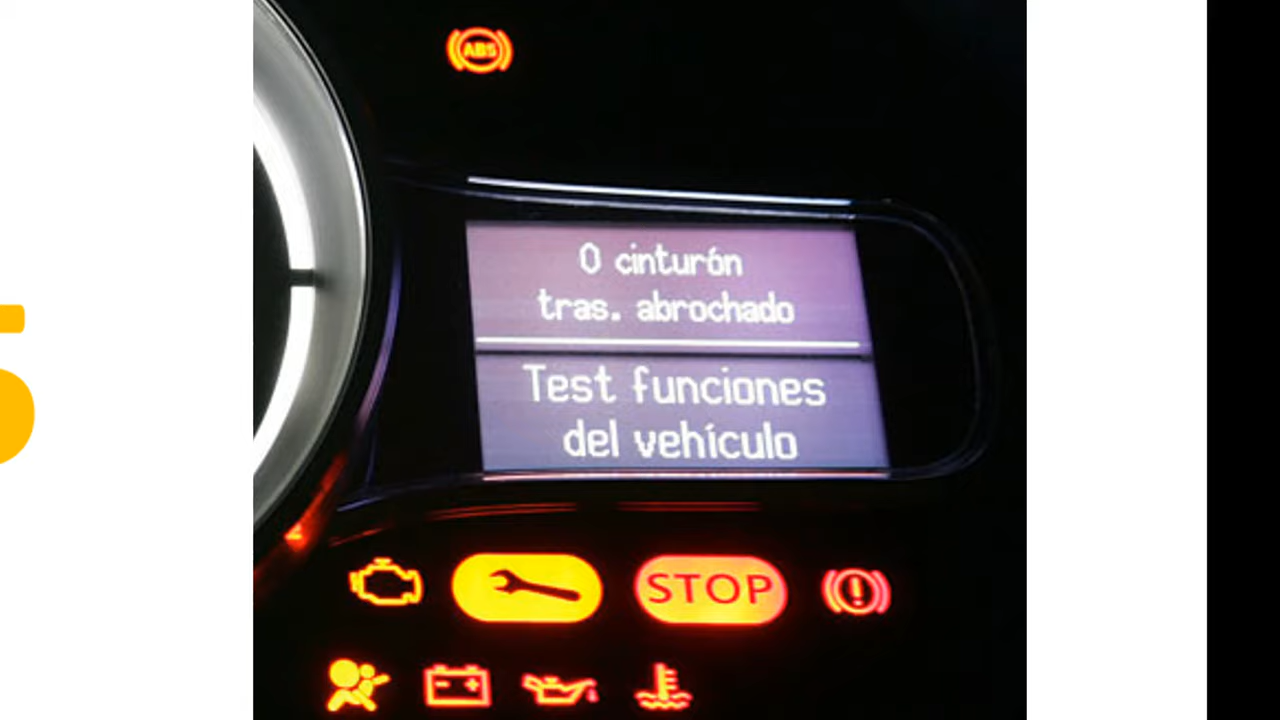 ABS
0 cinturón
tras. abrochado
Test funciones
del vehículo
STOP